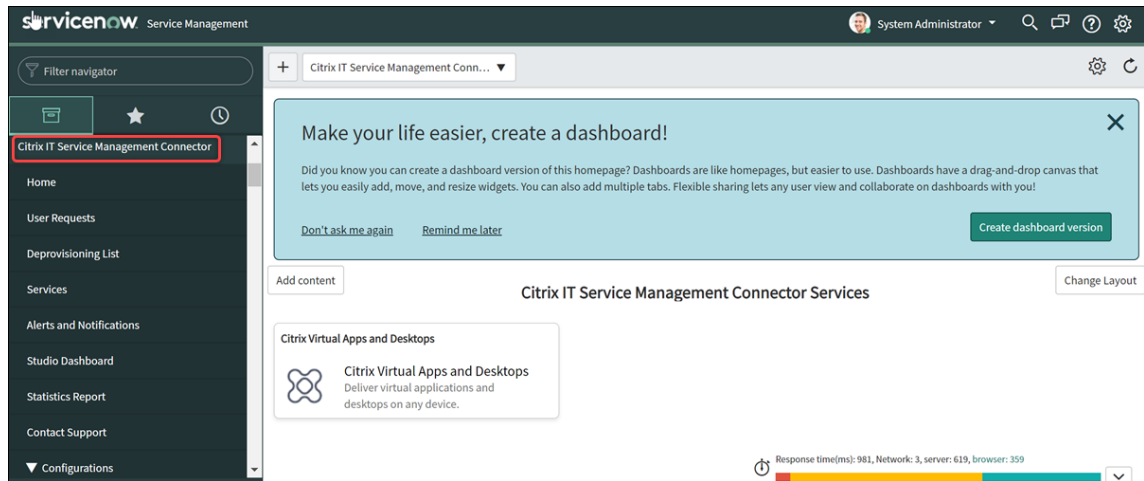 servicenow. Service Management
System Administrator
Filter navigator
Citrix IT Service Management Connector
Home
User Requests
Deprovisioning List
Services
Alerts and Notifications
Studio Dashboard
Statistics Report
Contact Support
Configurations
Citrix IT Service Management Conn...
Make your life easier, create a dashboard!
Did you know you can create a dashboard version of this homepage? Dashboards are like homepages, but easier to use. Dashboards have a drag-and-drop canvas that
lets you easily add, move, and resize widgets. You can also add multiple tabs. Flexible sharing lets any user view and collaborate on dashboards with you!
Don't ask me again Remind me later
Create dashboard version
Add content
Change Layout
Citrix IT Service Management Connector Services
Citrix Virtual Apps and Desktops
Citrix Virtual Apps and Desktops
Deliver virtual applications and
desktops on any device.
Response time(ms): 981, Network: 3, server: 619, browser: 359